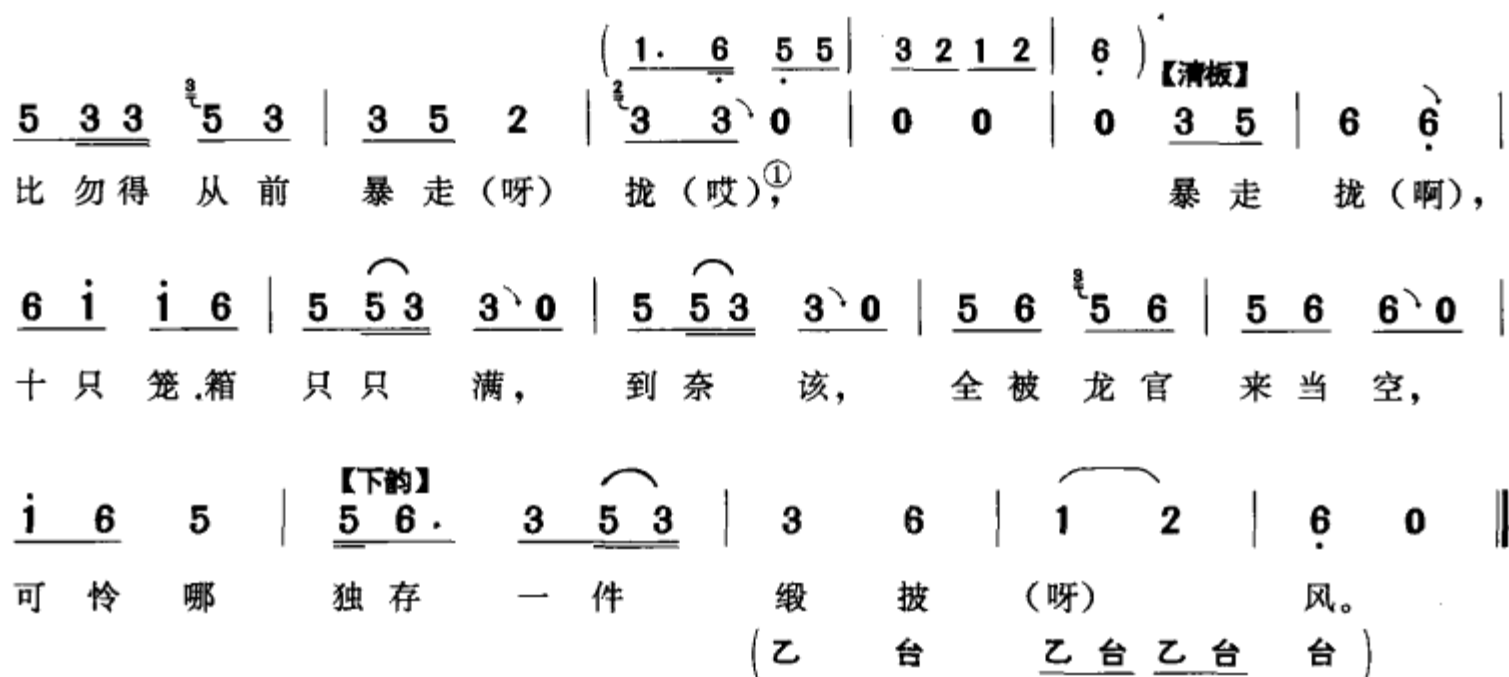 ( 1· 6 5 5 | 3 2 1 2 | 6 )
【清板】
5 3 3 3 5 3 | 3 5 2 | 2 3 3 0 | 0 0 | 0 3 5 | 6 6 |
比 勿 得 从 前 暴 走 (呀) 拢 (哎)①, 暴 走 拢 (啊),
6 i i 6 | 5 5 3 3 0 | 5 5 3 3 0 | 5 6 3 5 6 | 5 6 6 0 |
十 只 笼.箱 只 只 满, 到 奈 该, 全 被 龙 官 来 当 空,
【下韵】
i 6 5 | 5 6· 3 5 3 | 3 6 | 1 2 | 6 0 ‖
可 怜 哪 独 存 一 件 缎 披 (呀) 风。
( 乙 台 乙 台 乙 台 台 )